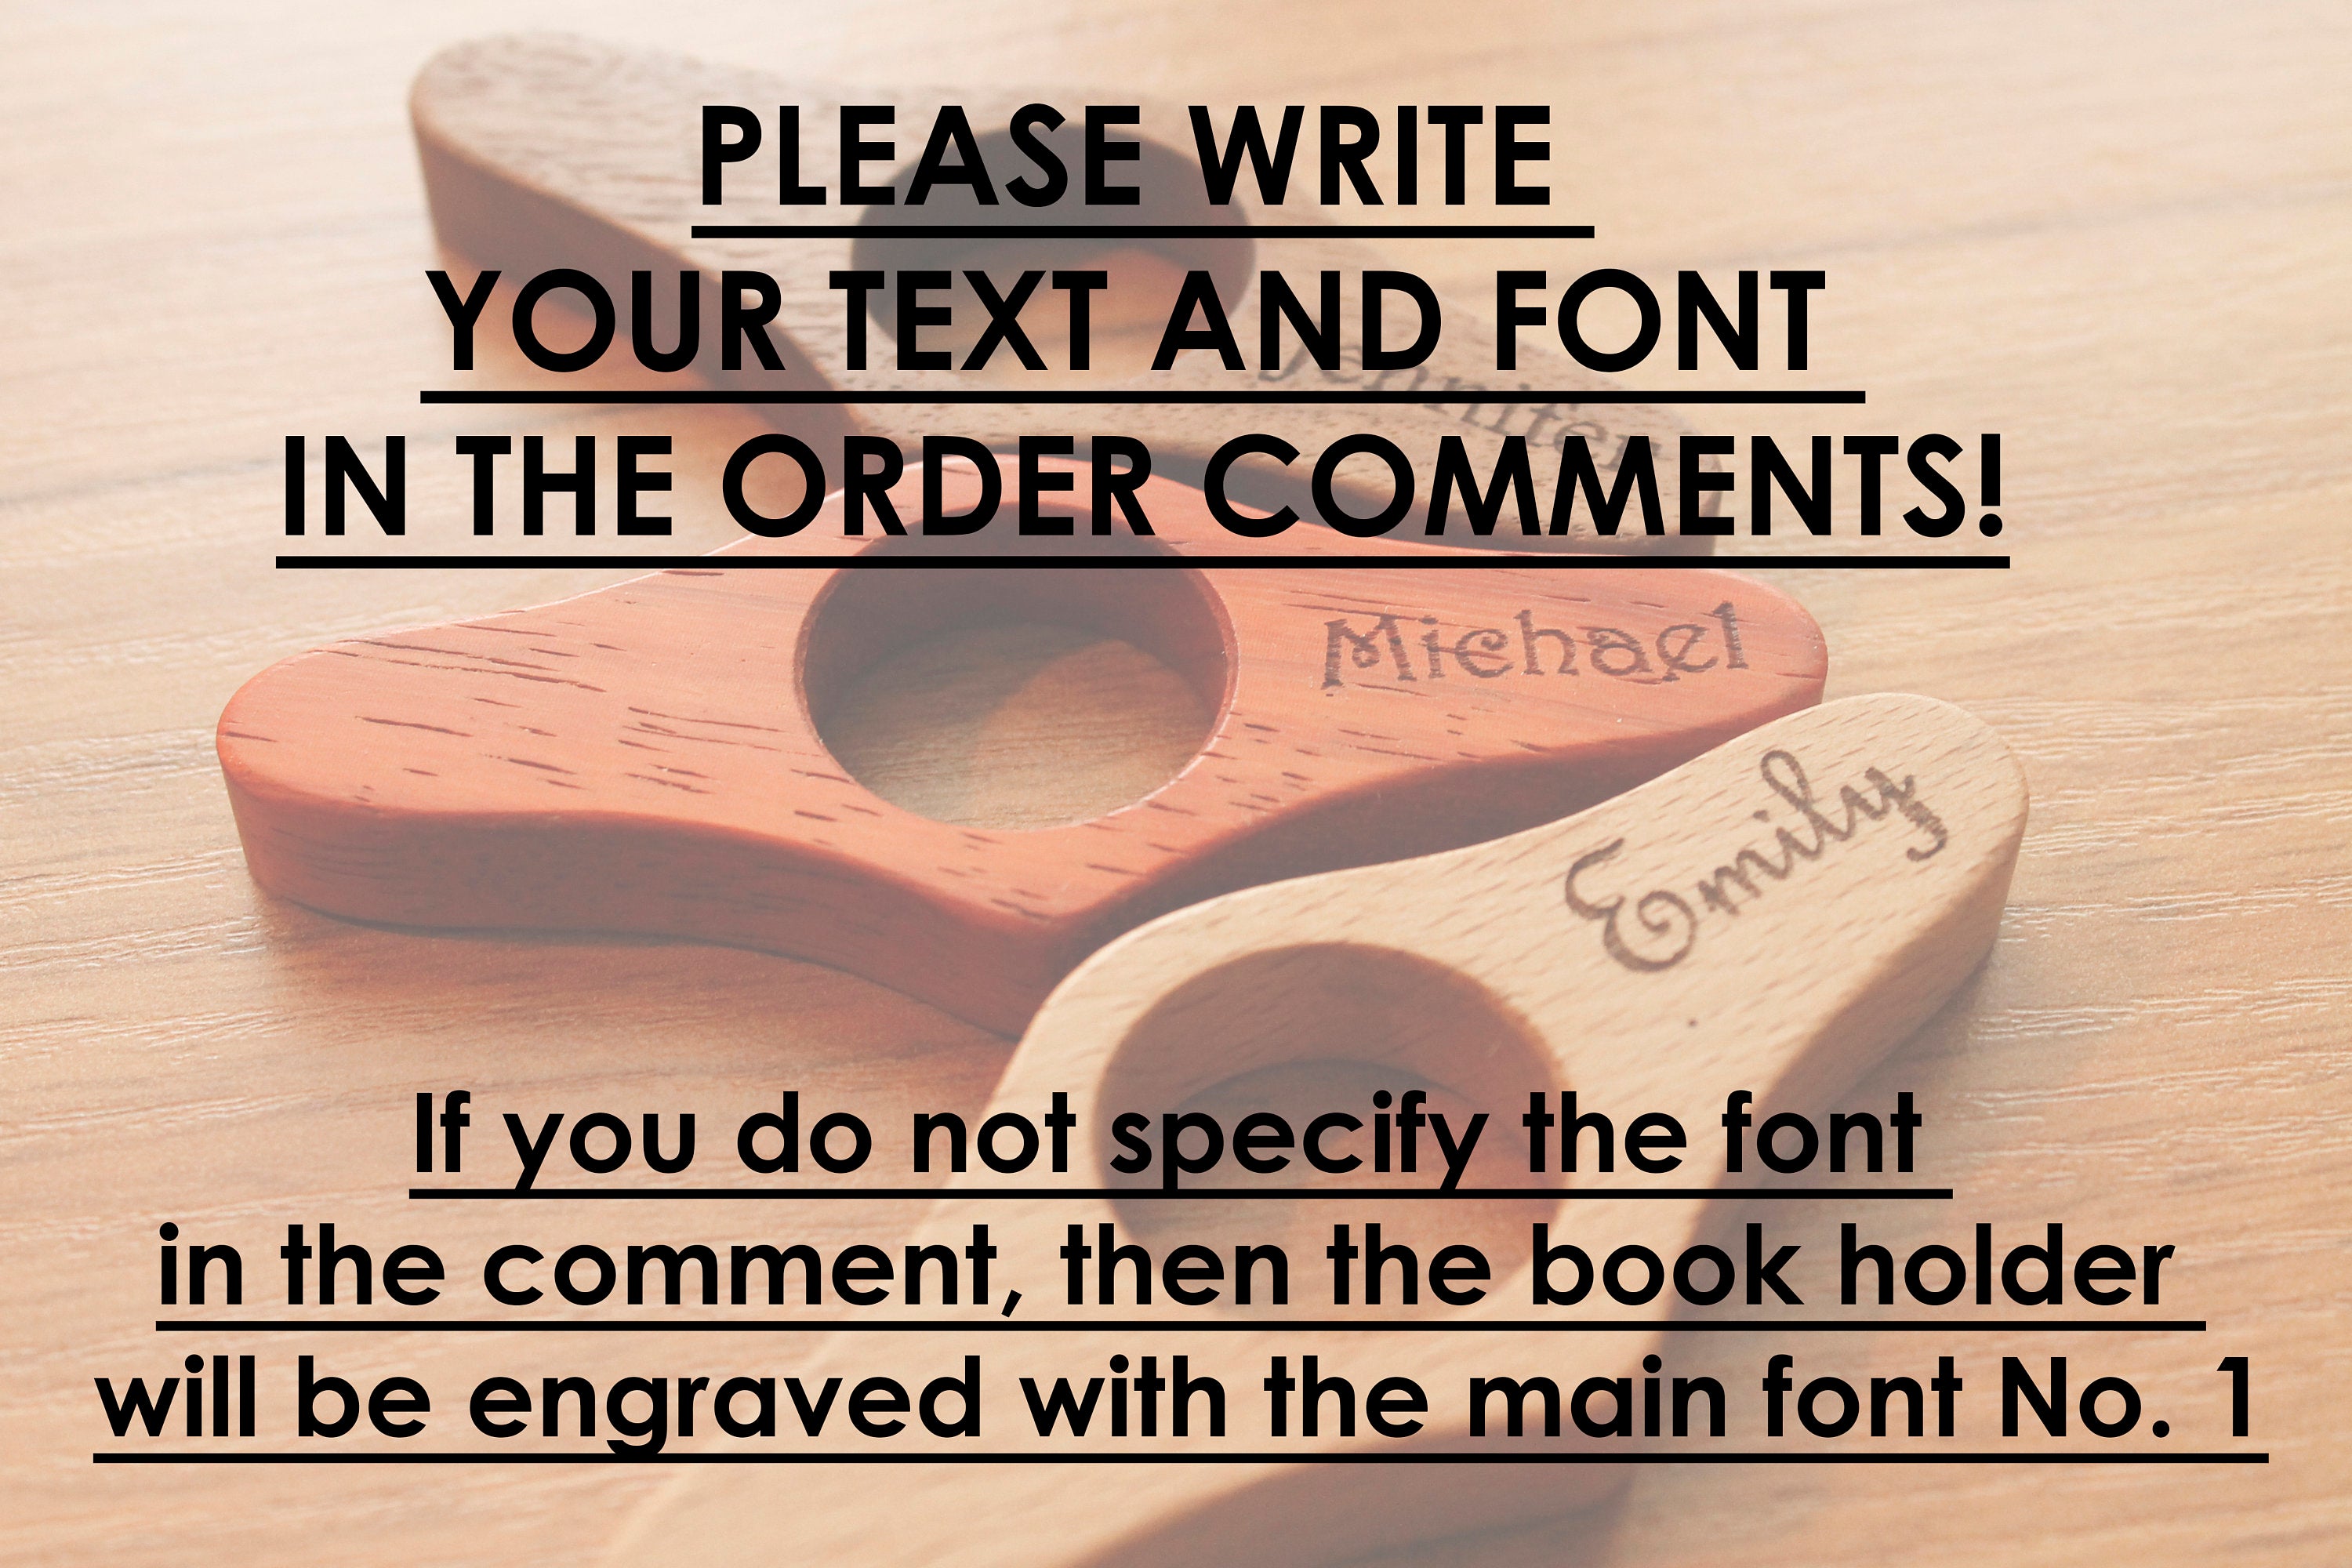 PLEASE WRITE
YOUR TEXT AND FONT
IN THE ORDER COMMENTS!
Jennifer
Michael
Emily
If you do not specify the font
in the comment, then the book holder
will be engraved with the main font No. 1